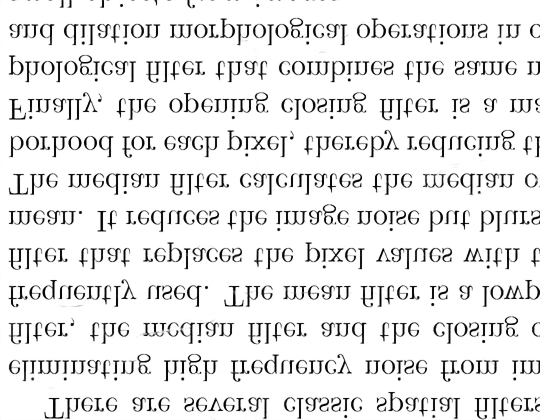 There are several classic spatial filters
eliminating high frequency noise from im
filter, the median filter and the closing o
frequently used. The mean filter is a lowp
filter that replaces the pixel values with t
mean. It reduces the image noise but blurs
The median filter calculates the median o
borhood for each pixel, thereby reducing th
Finally, the opening closing filter is a ma
phological filter that combines the same n
and dilation morphological operations in o